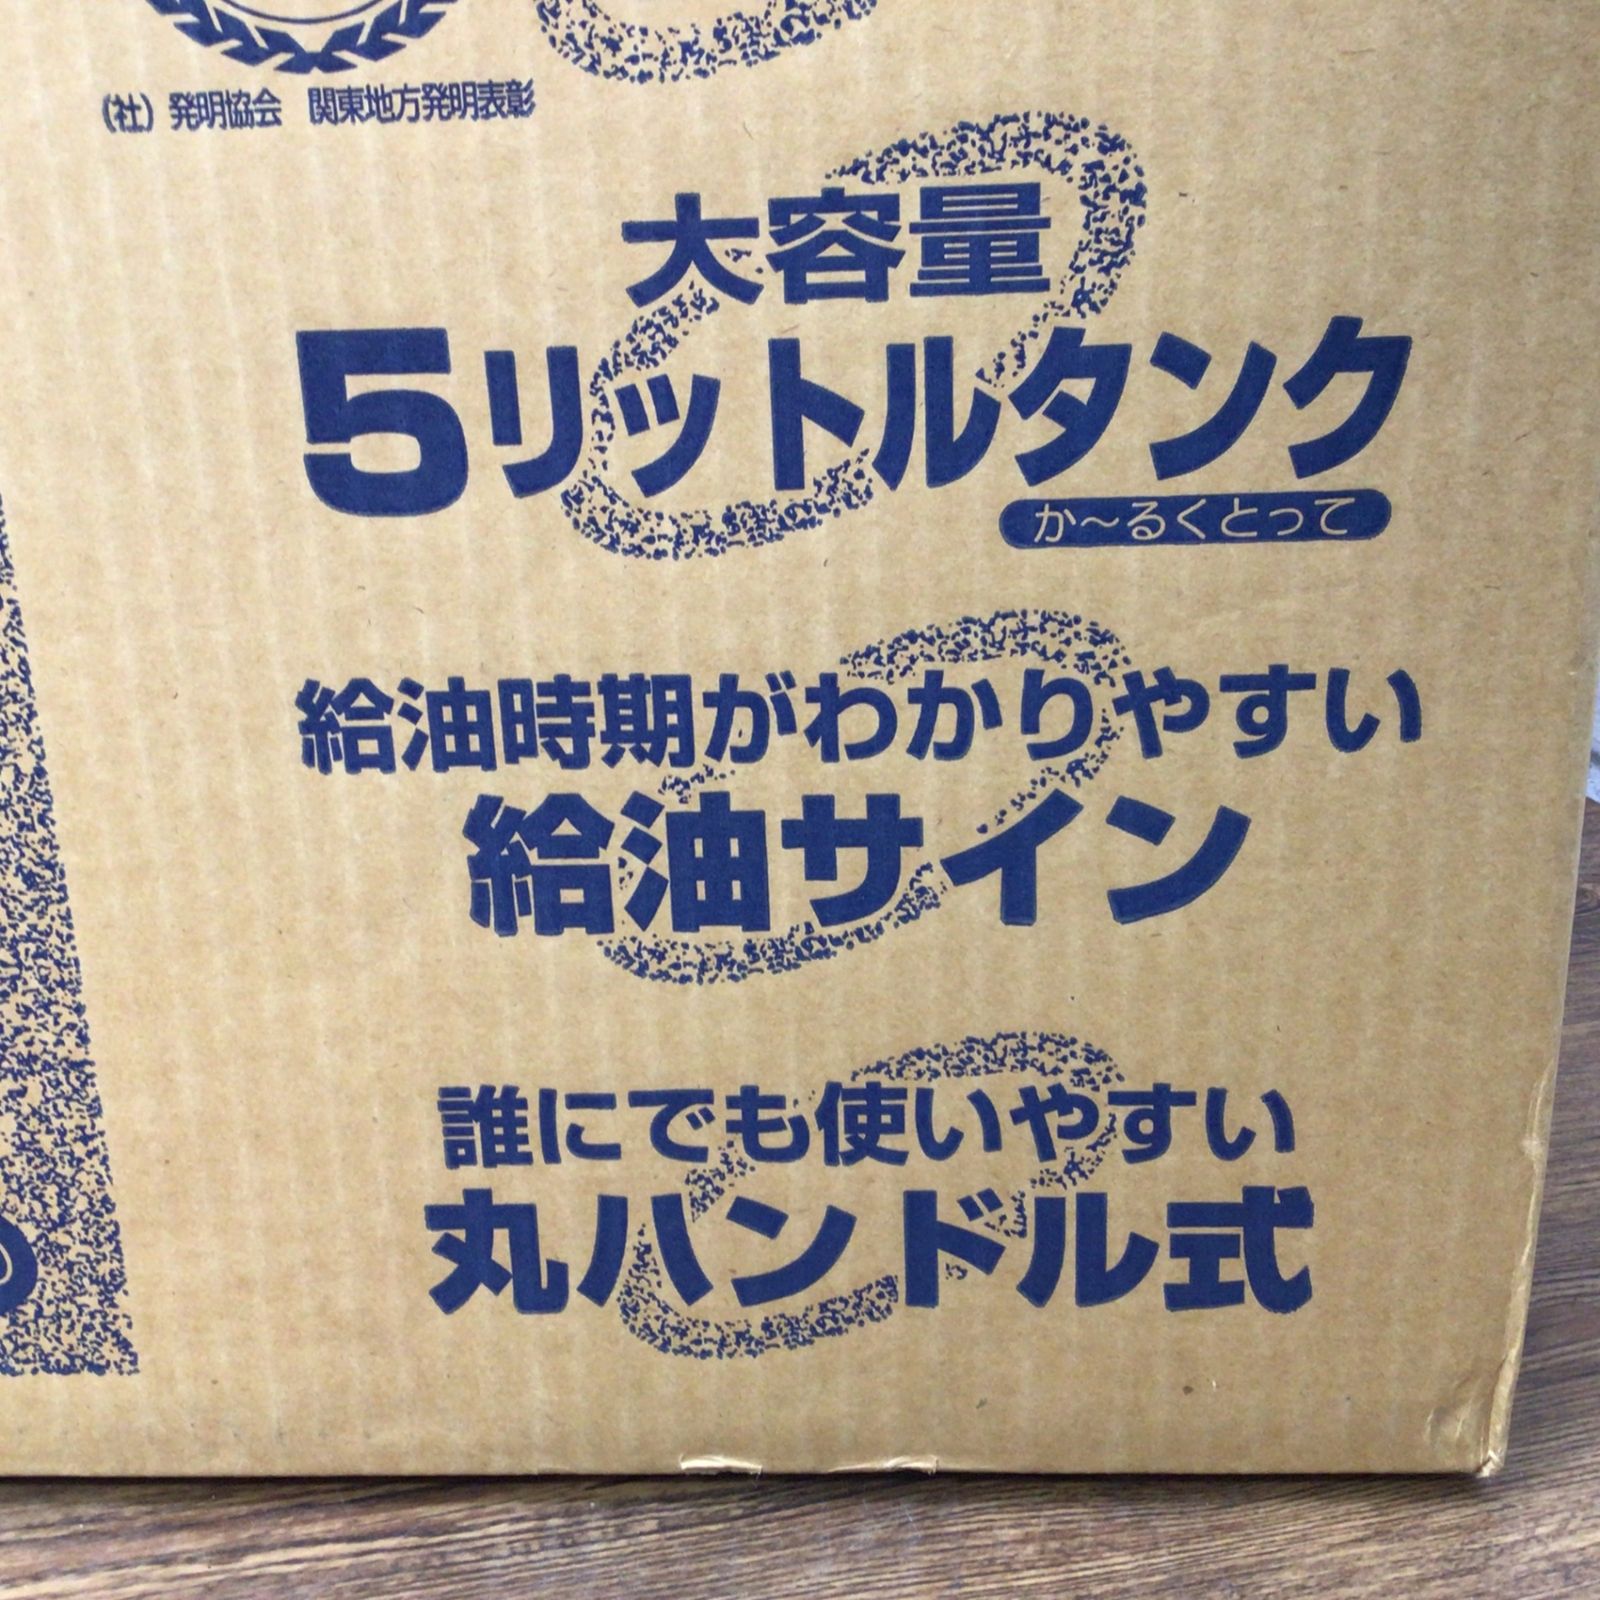 (社) 発明協会 関東地方発明表彰
大容量
5リットルタンク
か～るくとって
給油時期がわかりやすい
給油サイン
誰にでも使いやすい
丸ハンドル式